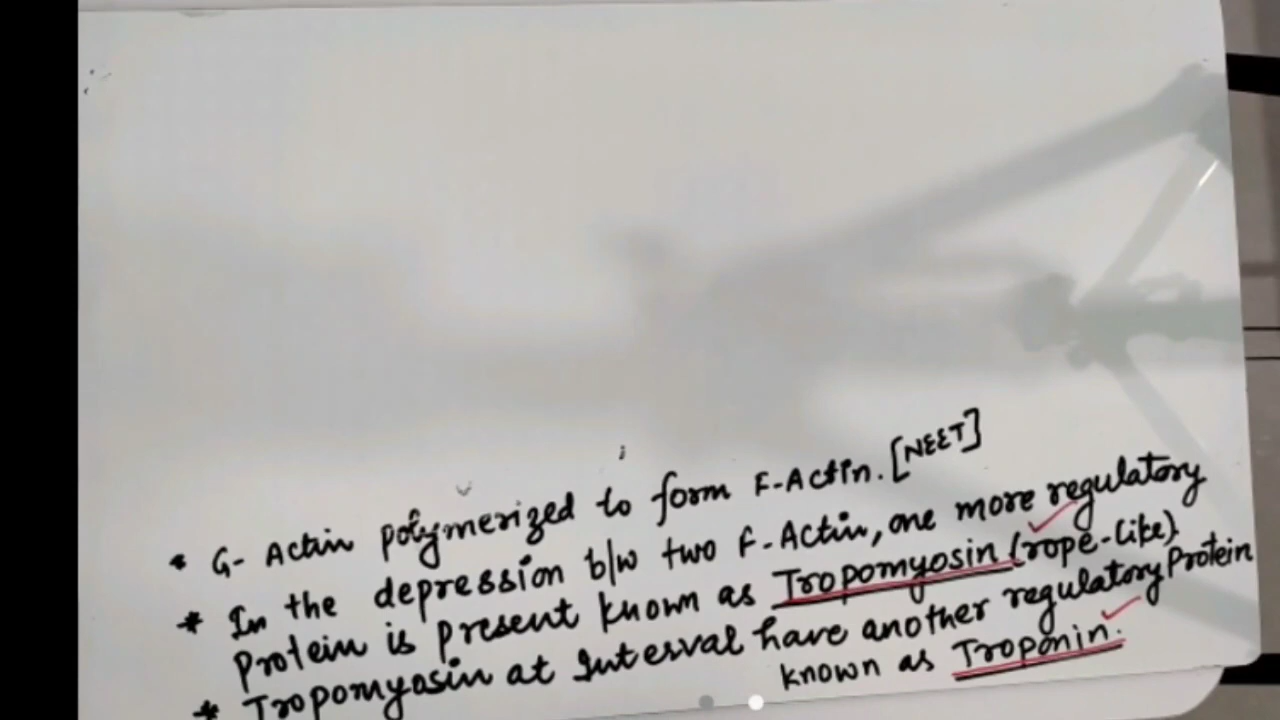 * G- Actin polymerized to form F-Actin. [NEET]
* In the depression b/w two F-Actin, one more regulatory
Protein is present known as Tropomyosin (rope-like).
* Tropomyosin at Interval have another regulatory Protein
known as Troponin.